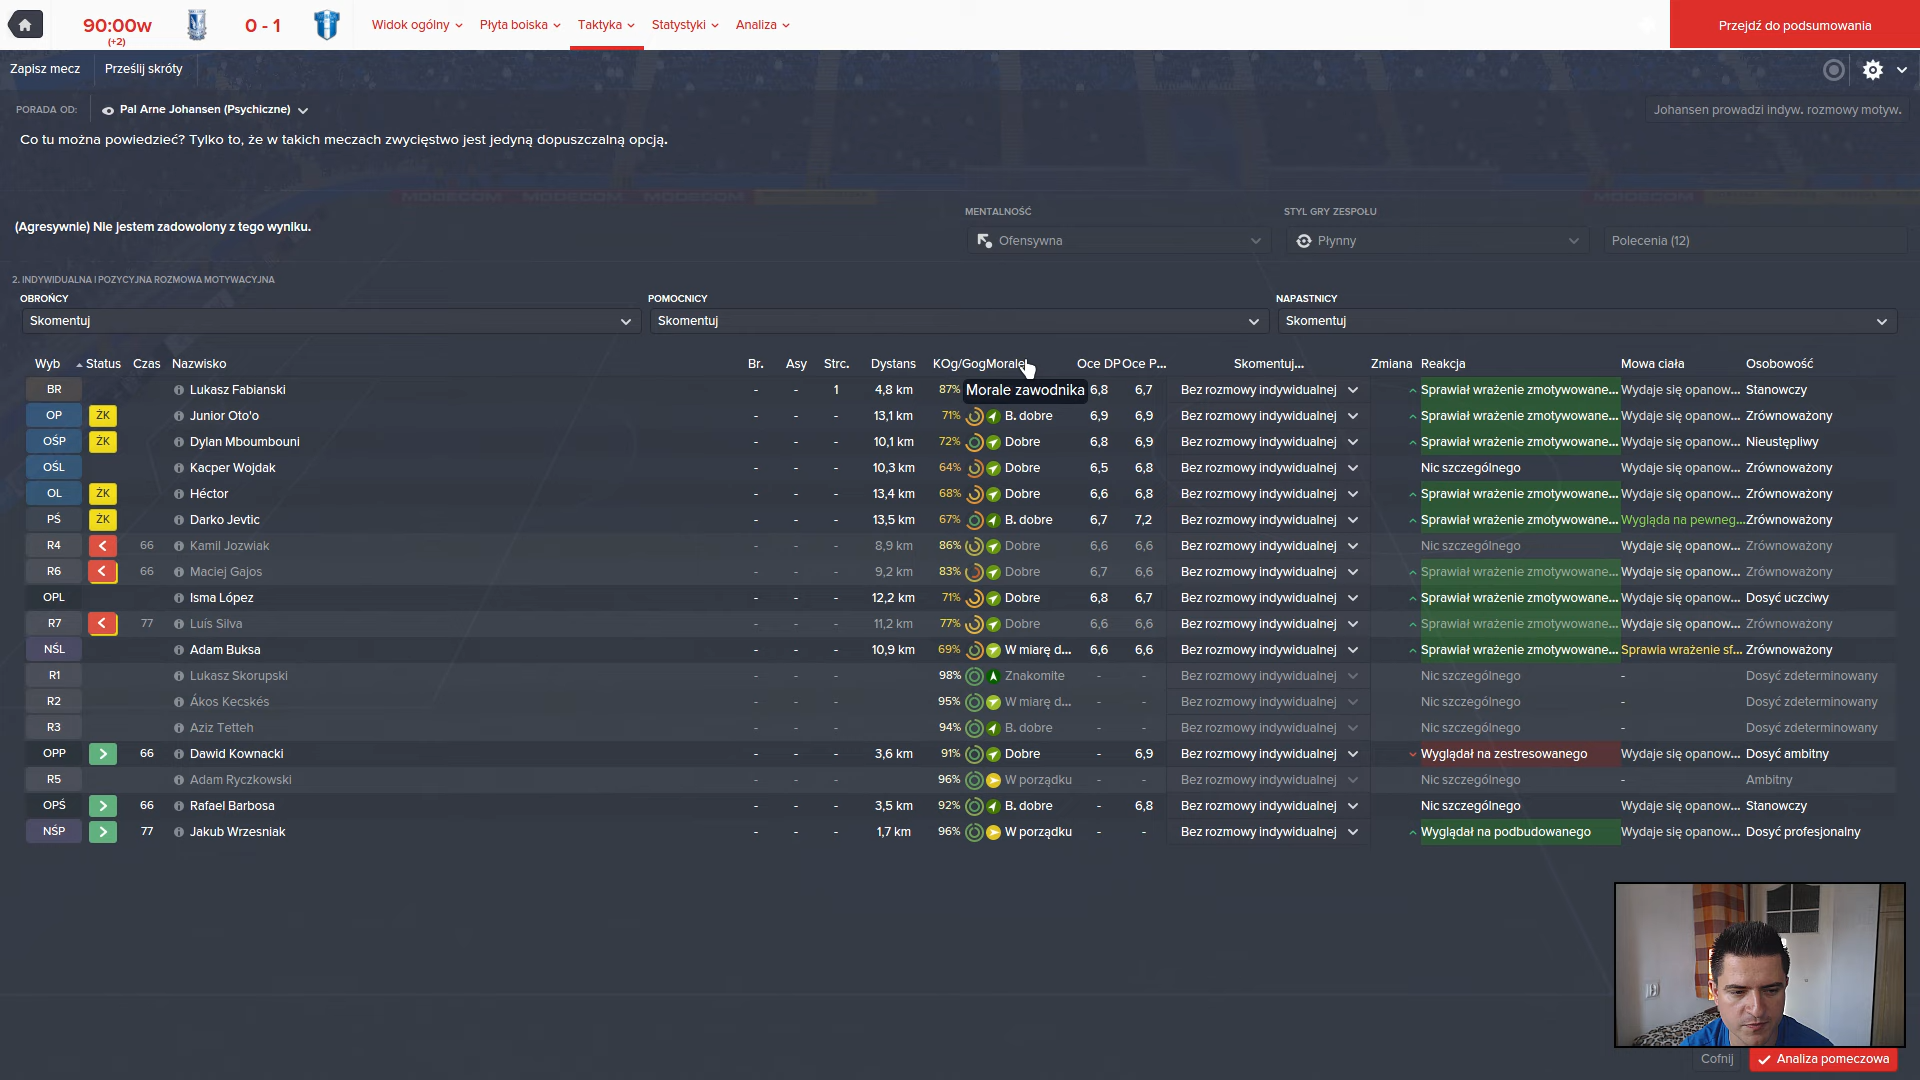 90:00w
(+2)
0 - 1
Widok ogólny
Płyta boiska
Taktyka
Statystyki
Analiza
Przejdź do podsumowania
Zapisz mecz
Prześlij skróty
PORADA OD:
Pal Arne Johansen (Psychiczne)
Johansen prowadzi indyw. rozmowy motyw.
Co tu można powiedzieć? Tylko to, że w takich meczach zwycięstwo jest jedyną dopuszczalną opcją.
MODECOM MODECOM MODECOM
(Agresywnie) Nie jestem zadowolony z tego wyniku.
MENTALNOŚĆ
STYL GRY ZESPOŁU
Ofensywna
Płynny
Polecenia (12)
2. INDYWIDUALNA I POZYCYJNA ROZMOWA MOTYWACYJNA
OBROŃCY
POMOCNICY
NAPASTNICY
Skomentuj
Skomentuj
Skomentuj
Wyb Status Czas Nazwisko Br. Asy Strc. Dystans KOg/GogMorale Oce DP Oce P... Skomentuj... Zmiana Reakcja Mowa ciała Osobowość
BR Lukasz Fabianski - - 1 4,8 km 87% Morale zawodnika 6,8 6,7 Bez rozmowy indywidualnej Sprawiał wrażenie zmotywowane... Wydaje się opanow... Stanowczy
OP ŻK Junior Oto'o - - - 13,1 km 71% B. dobre 6,9 6,9 Bez rozmowy indywidualnej Sprawiał wrażenie zmotywowane... Wydaje się opanow... Zrównoważony
OŚP ŻK Dylan Mboumbouni - - - 10,1 km 72% Dobre 6,8 6,9 Bez rozmowy indywidualnej Sprawiał wrażenie zmotywowane... Wydaje się opanow... Nieustępliwy
OŚL Kacper Wojdak - - - 10,3 km 64% Dobre 6,5 6,8 Bez rozmowy indywidualnej Nic szczególnego Wydaje się opanow... Zrównoważony
OL ŻK Héctor - - - 13,4 km 68% Dobre 6,6 6,8 Bez rozmowy indywidualnej Sprawiał wrażenie zmotywowane... Wydaje się opanow... Zrównoważony
PŚ ŻK Darko Jevtic - - - 13,5 km 67% B. dobre 6,7 7,2 Bez rozmowy indywidualnej Sprawiał wrażenie zmotywowane... Wygląda na pewneg... Zrównoważony
R4 66 Kamil Jozwiak - - - 8,9 km 86% Dobre 6,6 6,6 Bez rozmowy indywidualnej Nic szczególnego Wydaje się opanow... Zrównoważony
R6 66 Maciej Gajos - - - 9,2 km 83% Dobre 6,7 6,6 Bez rozmowy indywidualnej Sprawiał wrażenie zmotywowane... Wydaje się opanow... Zrównoważony
OPL Isma López - - - 12,2 km 71% Dobre 6,8 6,7 Bez rozmowy indywidualnej Sprawiał wrażenie zmotywowane... Wydaje się opanow... Dosyć uczciwy
R7 77 Luís Silva - - - 11,2 km 77% Dobre 6,6 6,6 Bez rozmowy indywidualnej Sprawiał wrażenie zmotywowane... Wydaje się opanow... Zrównoważony
NŚL Adam Buksa - - - 10,9 km 69% W miarę d... 6,6 6,6 Bez rozmowy indywidualnej Sprawiał wrażenie zmotywowane... Sprawia wrażenie sf... Zrównoważony
R1 Lukasz Skorupski 98% Znakomite - - Bez rozmowy indywidualnej Nic szczególnego - Dosyć zdeterminowany
R2 Ákos Kecskés 95% W miarę d... - - Bez rozmowy indywidualnej Nic szczególnego - Dosyć zdeterminowany
R3 Aziz Tetteh 94% B. dobre - - Bez rozmowy indywidualnej Nic szczególnego - Dosyć zdeterminowany
OPP 66 Dawid Kownacki - - - 3,6 km 91% Dobre - 6,9 Bez rozmowy indywidualnej Wyglądał na zestresowanego Wydaje się opanow... Dosyć ambitny
R5 Adam Ryczkowski 96% W porządku - - Bez rozmowy indywidualnej Nic szczególnego - Ambitny
OPŚ 66 Rafael Barbosa - - - 3,5 km 92% B. dobre - 6,8 Bez rozmowy indywidualnej Nic szczególnego Wydaje się opanow... Stanowczy
NŚP 77 Jakub Wrzesniak - - - 1,7 km 96% W porządku - - Bez rozmowy indywidualnej Wyglądał na podbudowanego Wydaje się opanow... Dosyć profesjonalny
Cofnij
Analiza pomeczowa